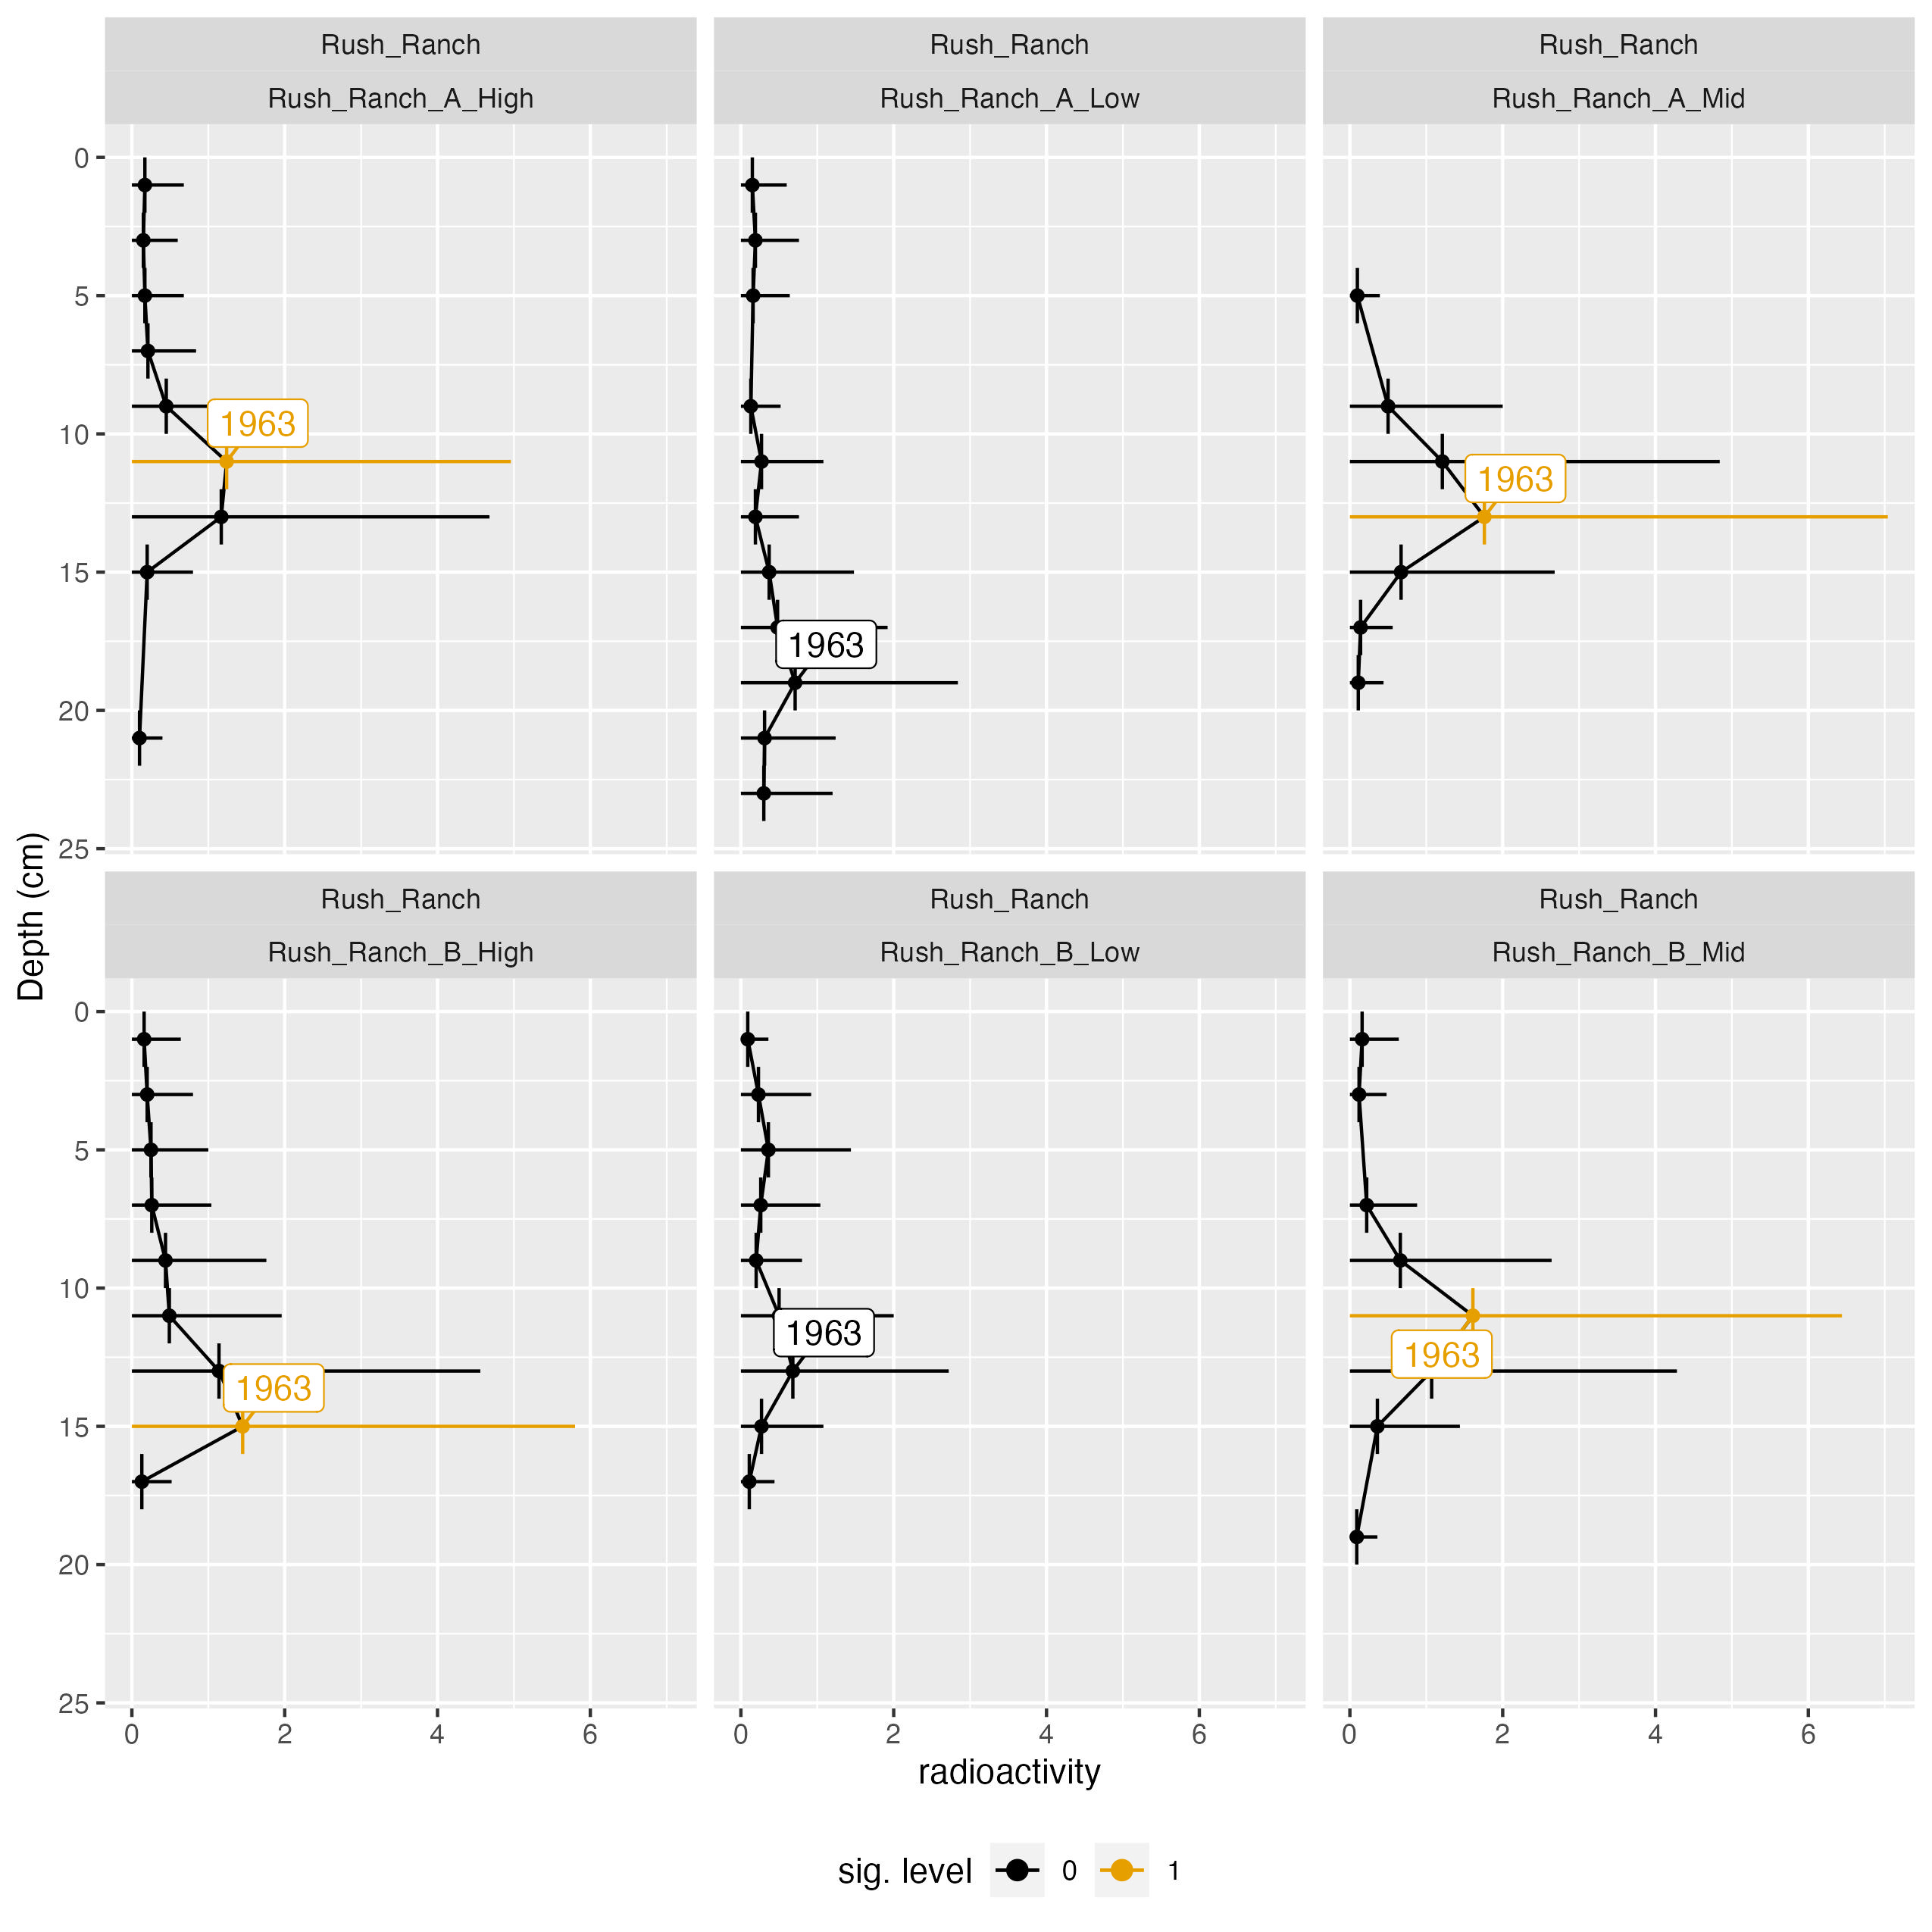 Rush_Ranch
Rush_Ranch
Rush_Ranch
Rush_Ranch_A_High
Rush_Ranch_A_Low
Rush_Ranch_A_Mid
0
5
10
15
20
25
1963
1963
1963
Depth (cm)
Rush_Ranch
Rush_Ranch
Rush_Ranch
Rush_Ranch_B_High
Rush_Ranch_B_Low
Rush_Ranch_B_Mid
0
5
10
15
20
25
1963
1963
1963
0 2 4 6
0 2 4 6
0 2 4 6
radioactivity
sig. level 0 1